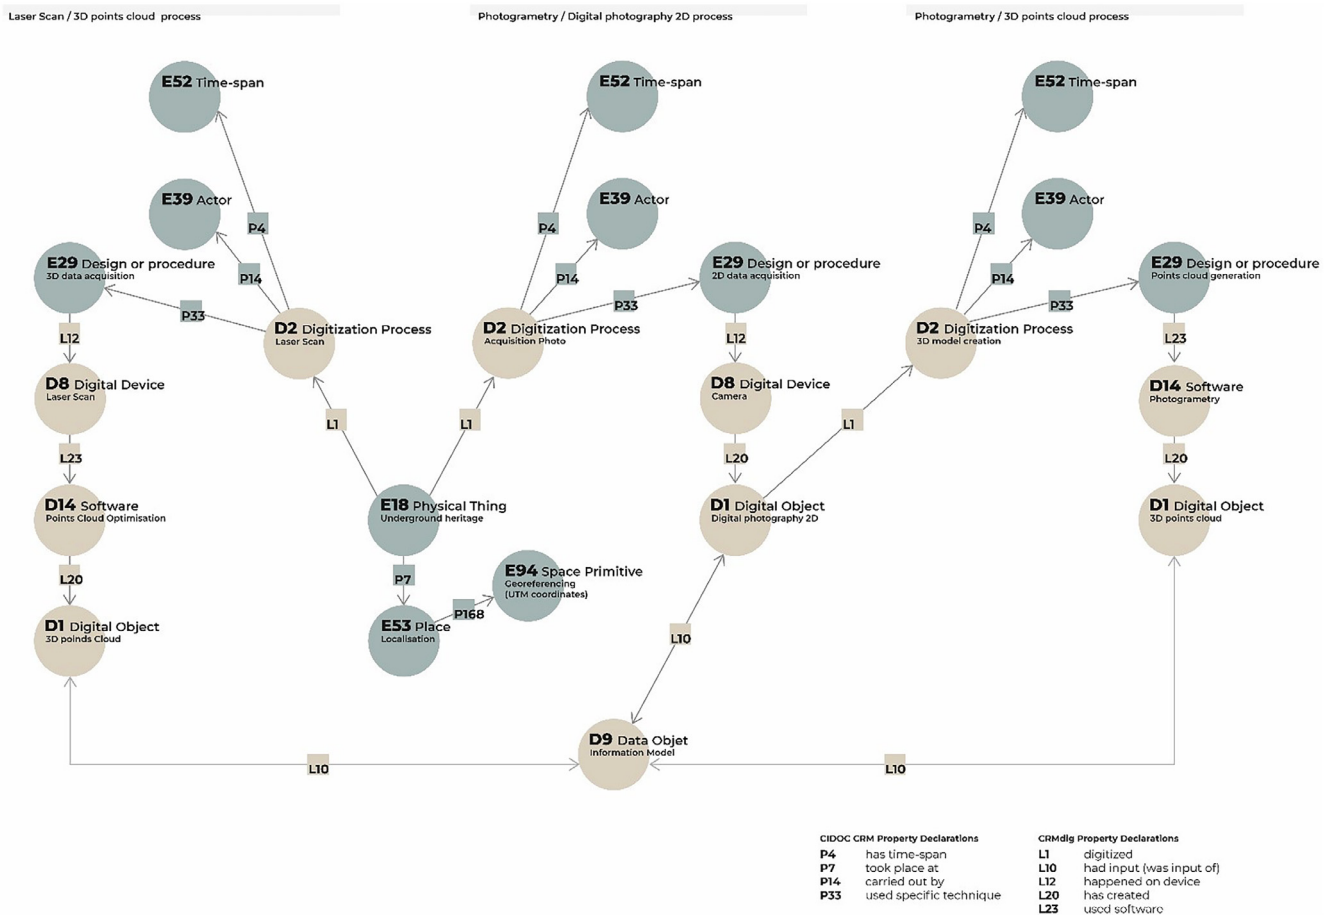 Laser Scan / 3D points cloud process
Photogrametry / Digital photography 2D process
Photogrametry / 3D points cloud process
E52 Time-span
E52 Time-span
E52 Time-span
E39 Actor
E39 Actor
E39 Actor
P4
P4
P4
E29 Design or procedure
3D data acquisition
P14
P14
E29 Design or procedure
2D data acquisition
P14
E29 Design or procedure
Points cloud generation
P33
P33
P33
L12
D2 Digitization Process
Laser Scan
D2 Digitization Process
Acquisition Photo
L12
D2 Digitization Process
3D model creation
L23
D8 Digital Device
Laser Scan
D8 Digital Device
Camera
D14 Software
Photogrametry
L1
L1
L1
L23
L20
L20
D14 Software
Points Cloud Optimisation
E18 Physical Thing
Underground heritage
D1 Digital Object
Digital photography 2D
D1 Digital Object
3D points cloud
L20
P7
E94 Space Primitive
Georeferencing
(UTM coordinates)
P168
D1 Digital Object
3D poinds Cloud
E53 Place
Localisation
L10
D9 Data Objet
Information Model
L10
L10
CIDOC CRM Property Declarations
P4 has time-span
P7 took place at
P14 carried out by
P33 used specific technique
CRMdig Property Declarations
L1 digitized
L10 had input (was input of)
L12 happened on device
L20 has created
L23 used software